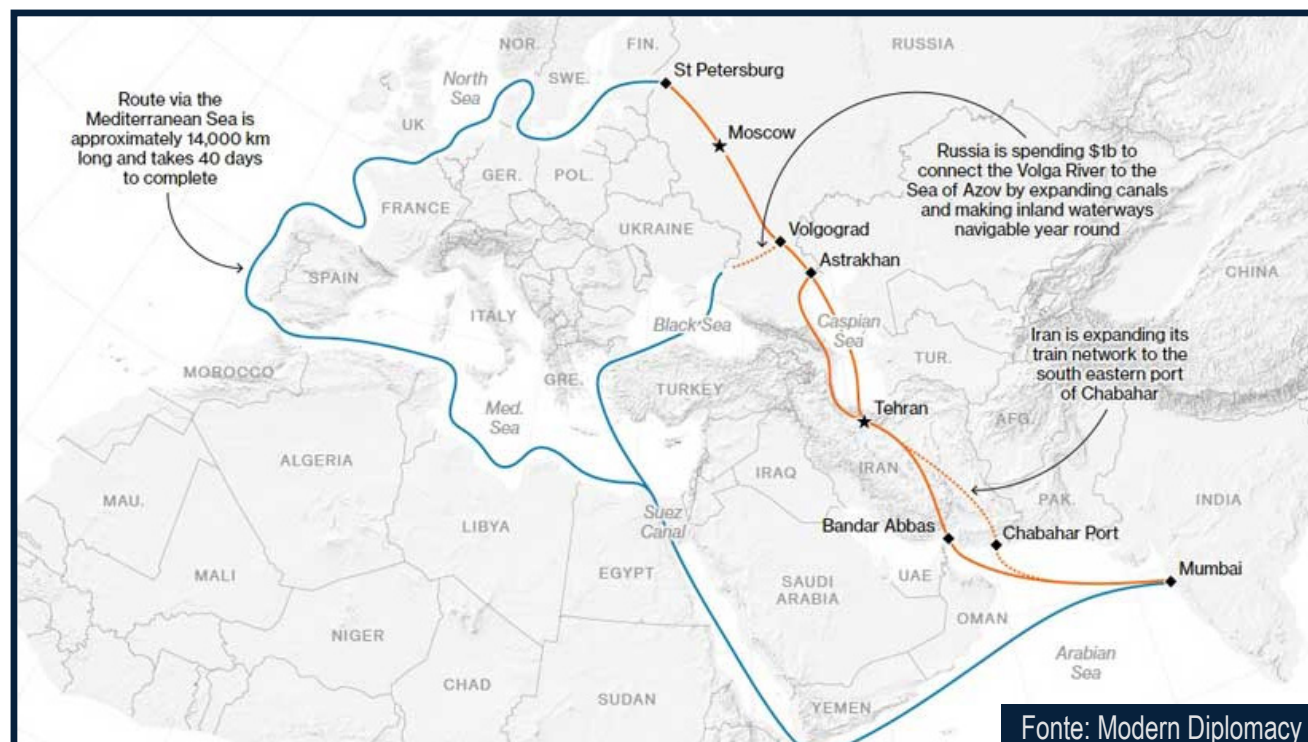 NOR.
FIN.
RUSSIA
North
Sea
SWE.
St Petersburg
Route via the
Mediterranean Sea is
approximately 14,000 km
long and takes 40 days
to complete
UK
Moscow
Russia is spending $1b to
connect the Volga River to the
Sea of Azov by expanding canals
and making inland waterways
navigable year round
GER.
POL.
FRANCE
UKRAINE
Volgograd
Astrakhan
SPAIN
CHINA
ITALY
Black Sea
Caspian
Sea
Iran is expanding its
train network to the
south eastern port
of Chabahar
TUR.
MOROCCO
GRE.
TURKEY
Med.
Sea
Tehran
AFG.
ALGERIA
IRAQ
IRAN
MAU.
PAK.
INDIA
LIBYA
Suez
Canal
Bandar Abbas
Chabahar Port
MALI
EGYPT
SAUDI
ARABIA
UAE
Mumbai
OMAN
NIGER
Arabian
Sea
CHAD
SUDAN
YEMEN
Fonte: Modern Diplomacy